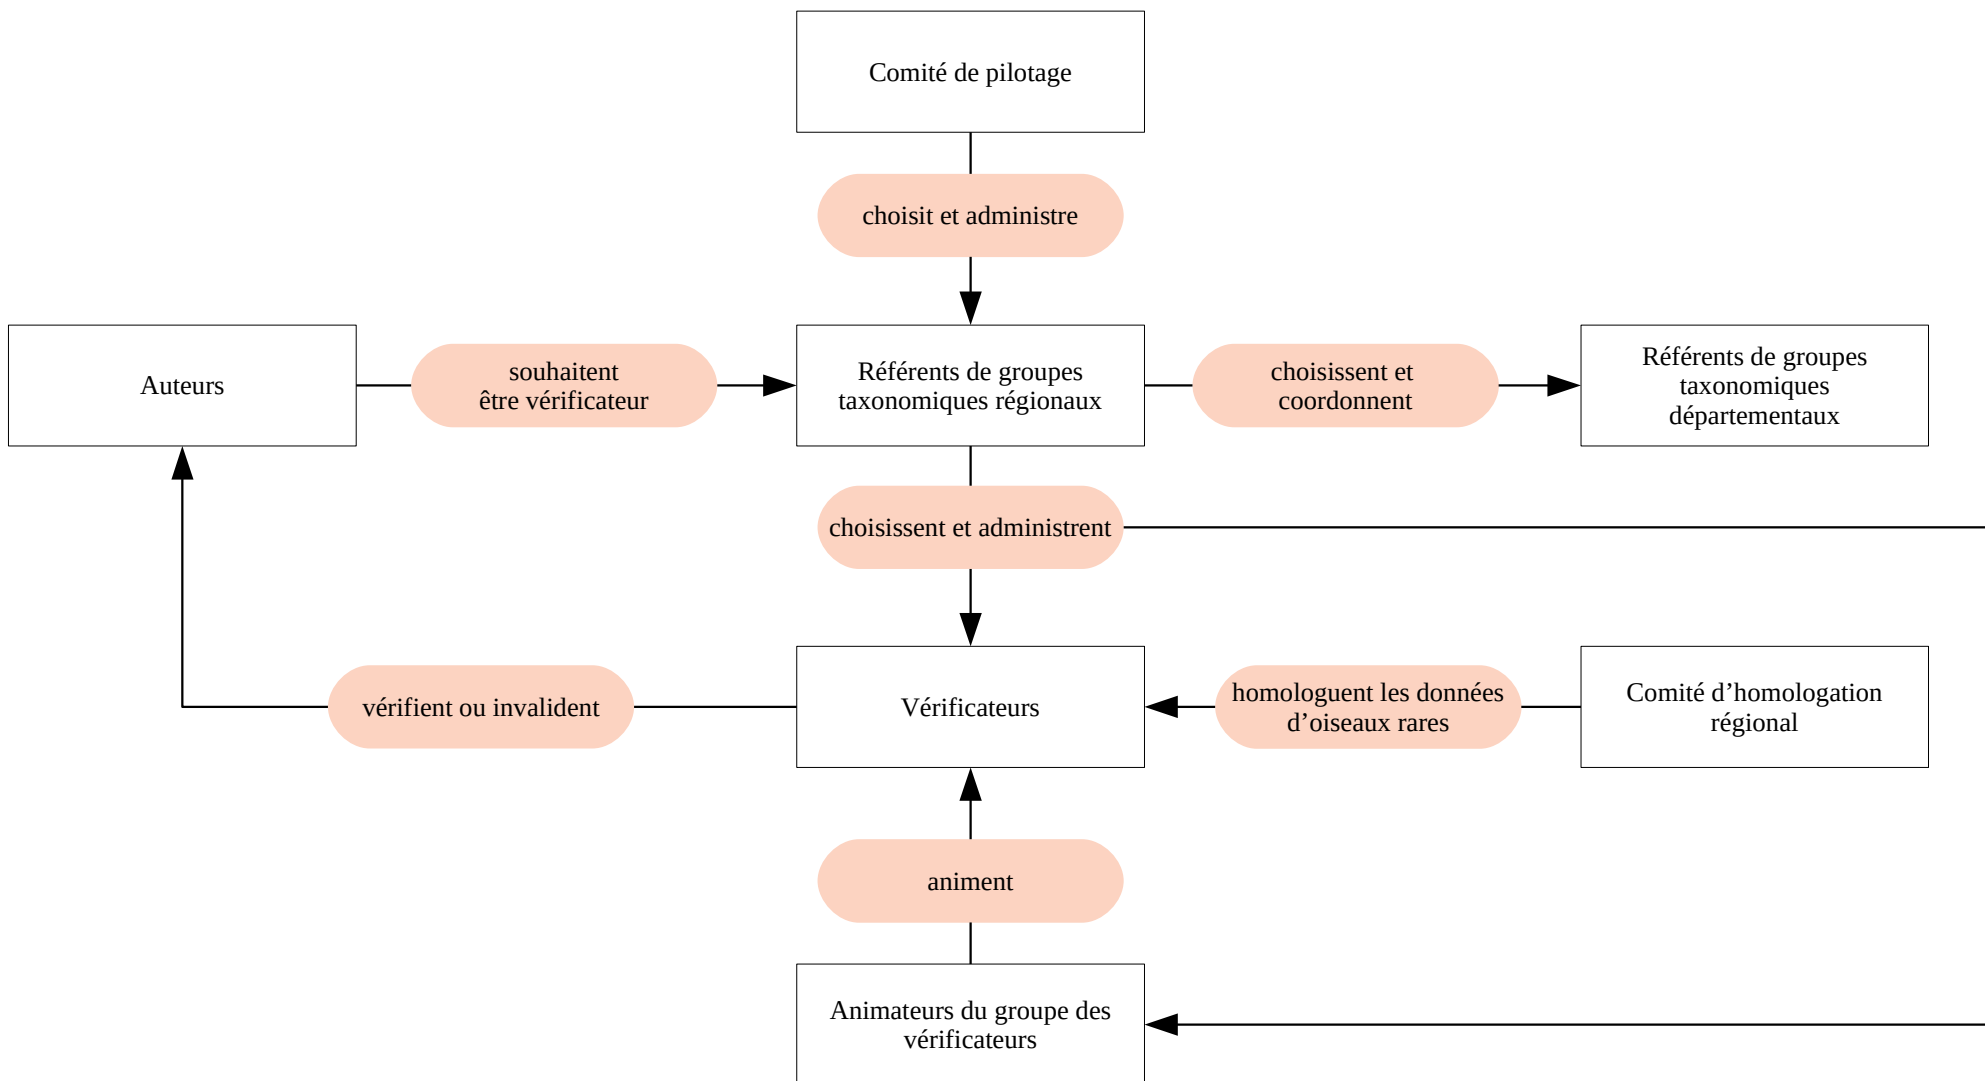 Comité de pilotage
choisit et administre
Auteurs
souhaitent
être vérificateur
Référents de groupes
taxonomiques régionaux
choisissent et
coordonnent
Référents de groupes
taxonomiques
départementaux
choisissent et administrent
vérifient ou invalident
Vérificateurs
homologuent les données
d’oiseaux rares
Comité d’homologation
régional
animent
Animateurs du groupe des
vérificateurs